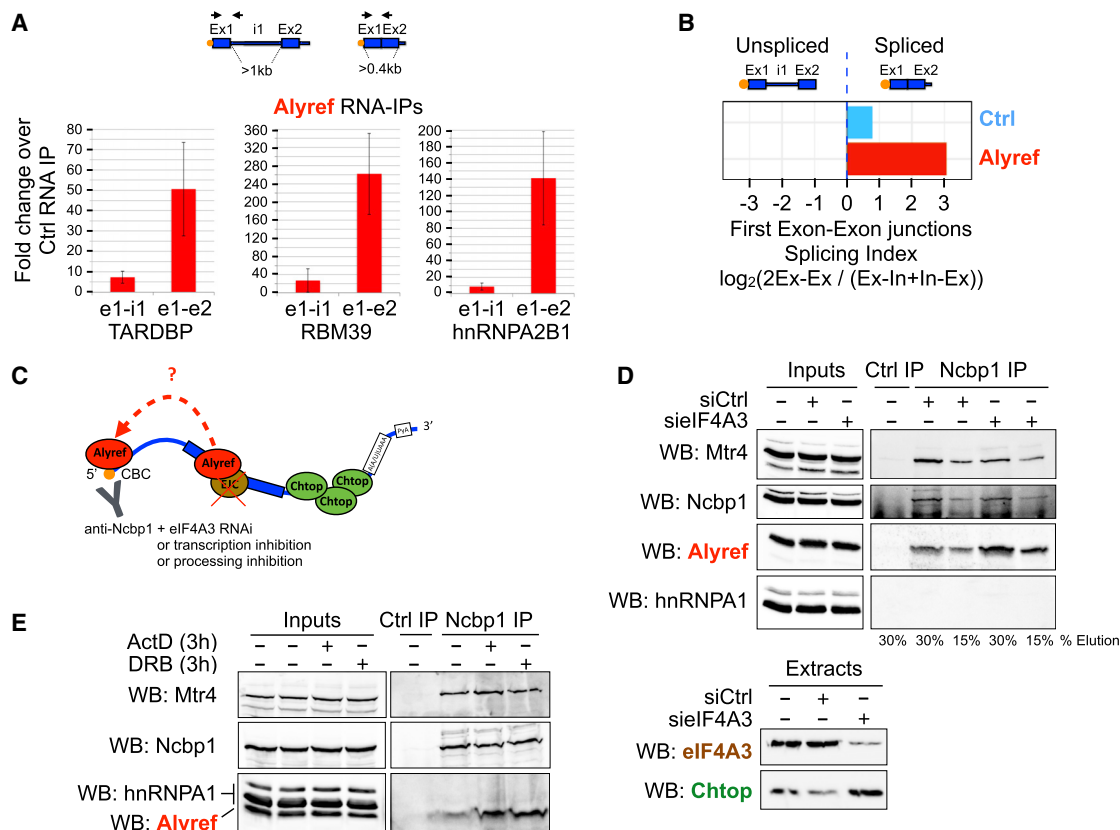 A
Ex1 i1 Ex2
>1kb
Ex1 Ex2
>0.4kb
Alyref RNA-IPs
Fold change over
Ctrl RNA IP
80
70
60
50
40
30
20
10
0
e1-i1 e1-e2
TARDBP
360
320
280
240
200
160
120
80
40
0
e1-i1 e1-e2
RBM39
200
180
160
140
120
100
80
60
40
20
0
e1-i1 e1-e2
hnRNPA2B1
B
Unspliced Spliced
Ex1 i1 Ex2 Ex1 Ex2
Ctrl
Alyref
-3 -2 -1 0 1 2 3
First Exon-Exon junctions
Splicing Index
log2(2Ex-Ex / (Ex-In+In-Ex))
C
?
Alyref
5' CBC
Alyref
EJC
Chtop
Chtop
Chtop
A(A/U)UAAA
PyA
3'
anti-Ncbp1 + eIF4A3 RNAi
or transcription inhibition
or processing inhibition
D
Inputs Ctrl IP Ncbp1 IP
siCtrl – + – – + + – –
sieIF4A3 – – + – – – + +
WB: Mtr4
WB: Ncbp1
WB: Alyref
WB: hnRNPA1
30% 30% 15% 30% 15% % Elution
Extracts
siCtrl – + –
sieIF4A3 – – +
WB: eIF4A3
WB: Chtop
E
Inputs Ctrl IP Ncbp1 IP
ActD (3h) – – + – – – + –
DRB (3h) – – – + – – – +
WB: Mtr4
WB: Ncbp1
WB: hnRNPA1
WB: Alyref